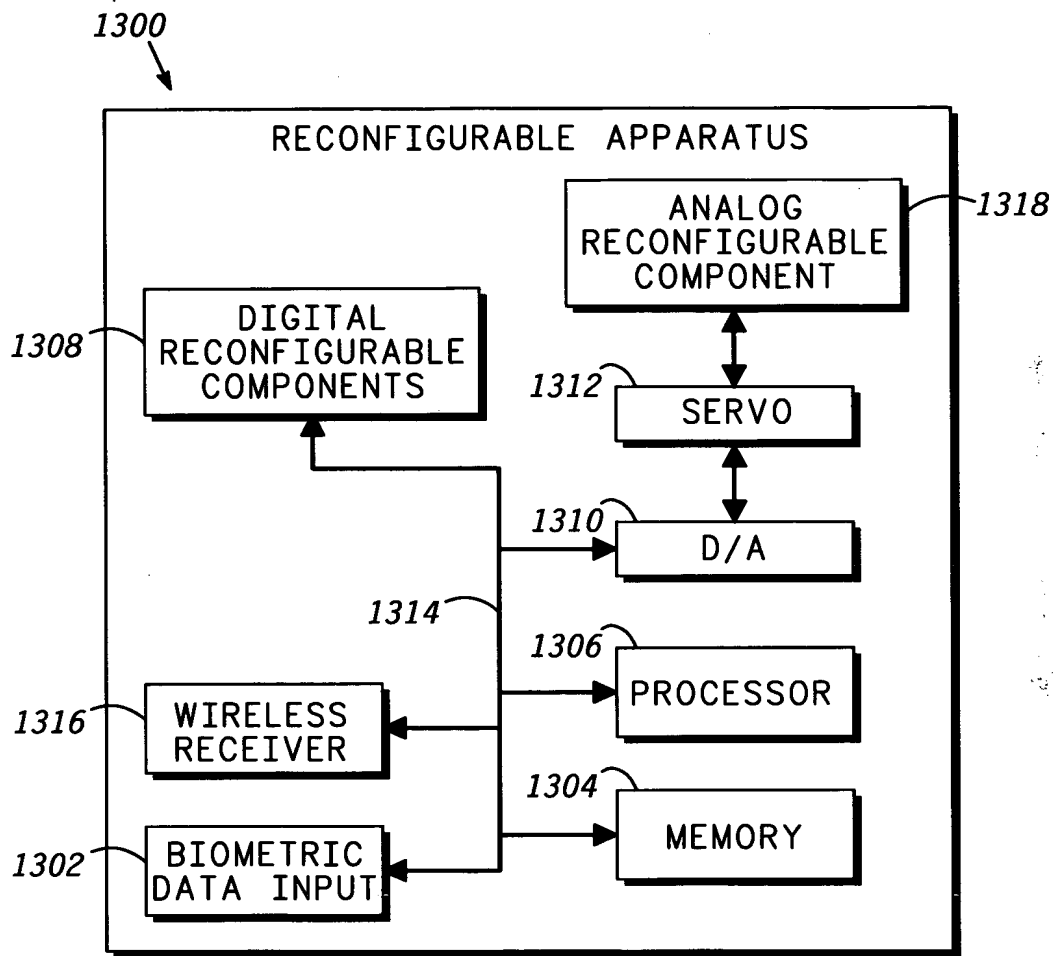 1300
RECONFIGURABLE APPARATUS
ANALOG
RECONFIGURABLE
COMPONENT
1318
DIGITAL
RECONFIGURABLE
COMPONENTS
1308
1312
SERVO
1310
D/A
1314
1306
PROCESSOR
1316
WIRELESS
RECEIVER
1304
MEMORY
1302
BIOMETRIC
DATA INPUT